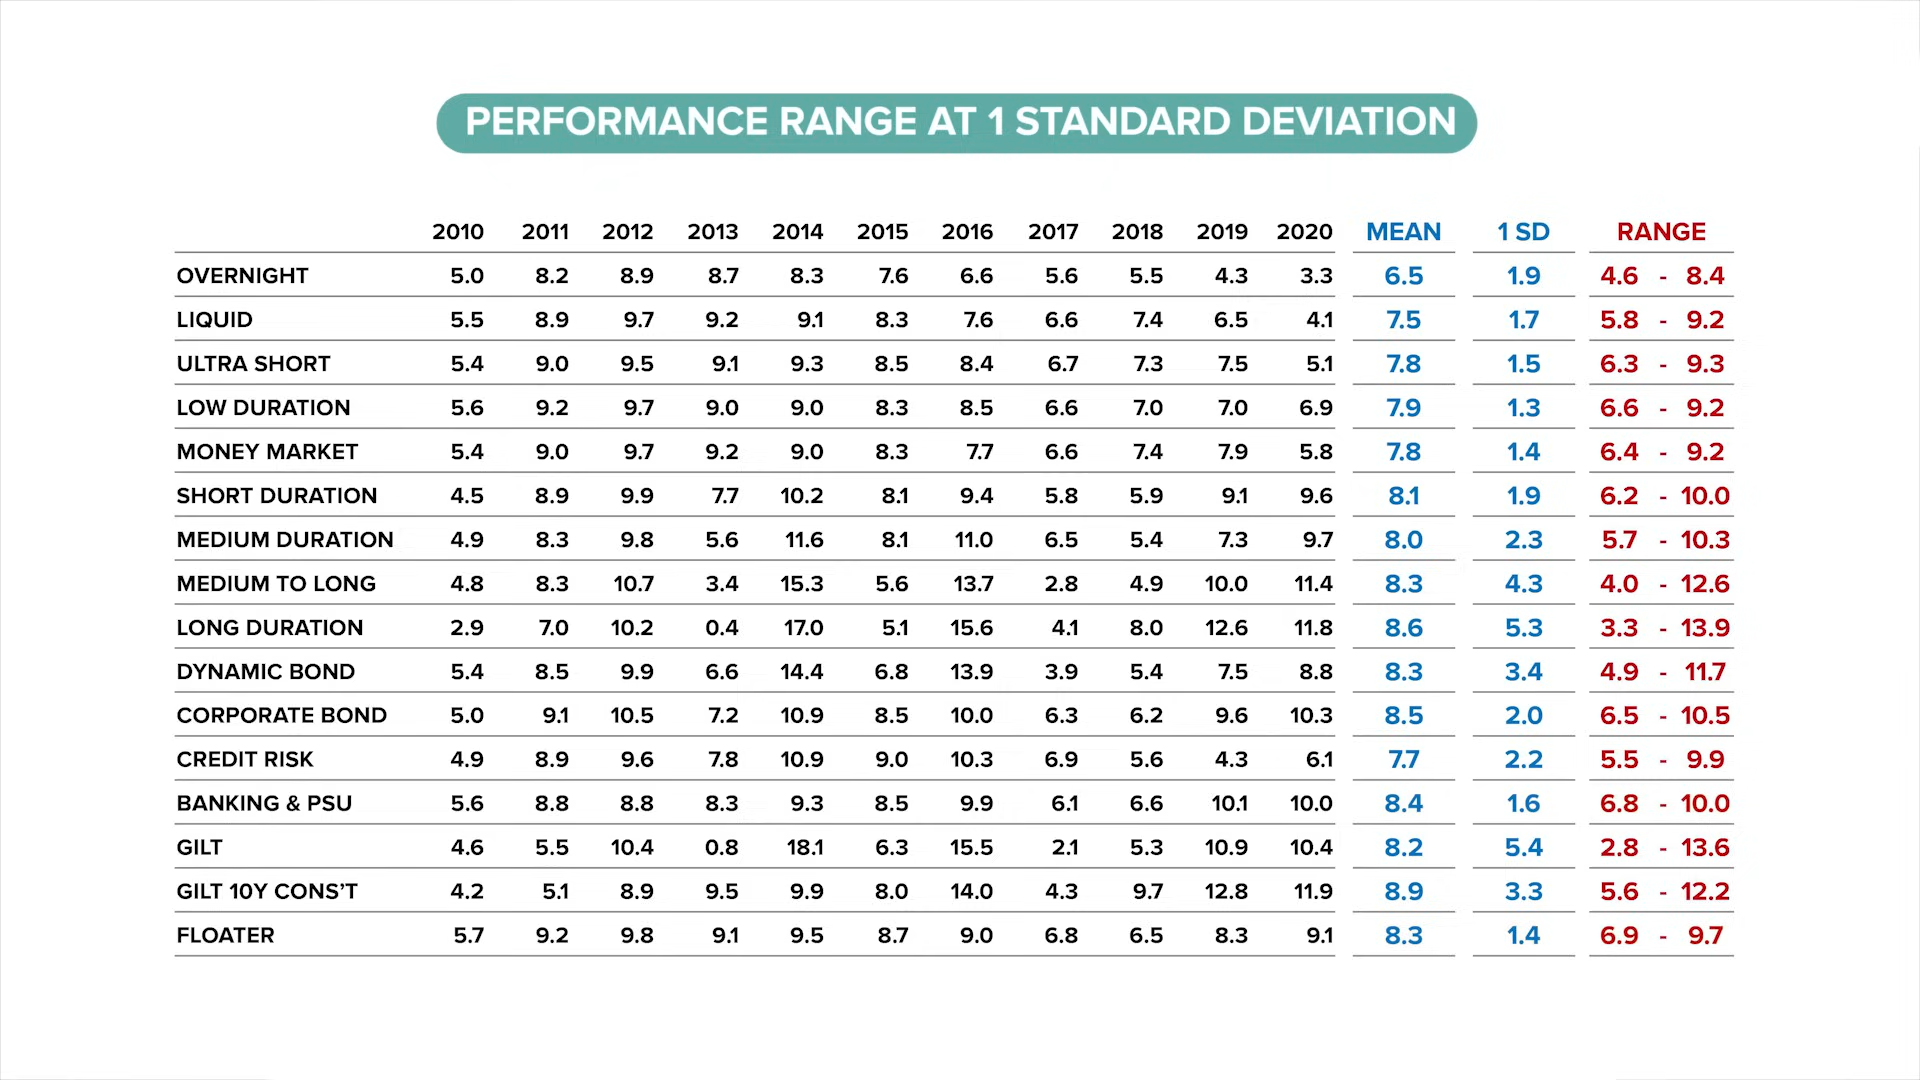 PERFORMANCE RANGE AT 1 STANDARD DEVIATION
2010 2011 2012 2013 2014 2015 2016 2017 2018 2019 2020 MEAN 1 SD RANGE
OVERNIGHT 5.0 8.2 8.9 8.7 8.3 7.6 6.6 5.6 5.5 4.3 3.3 6.5 1.9 4.6 - 8.4
LIQUID 5.5 8.9 9.7 9.2 9.1 8.3 7.6 6.6 7.4 6.5 4.1 7.5 1.7 5.8 - 9.2
ULTRA SHORT 5.4 9.0 9.5 9.1 9.3 8.5 8.4 6.7 7.3 7.5 5.1 7.8 1.5 6.3 - 9.3
LOW DURATION 5.6 9.2 9.7 9.0 9.0 8.3 8.5 6.6 7.0 7.0 6.9 7.9 1.3 6.6 - 9.2
MONEY MARKET 5.4 9.0 9.7 9.2 9.0 8.3 7.7 6.6 7.4 7.9 5.8 7.8 1.4 6.4 - 9.2
SHORT DURATION 4.5 8.9 9.9 7.7 10.2 8.1 9.4 5.8 5.9 9.1 9.6 8.1 1.9 6.2 - 10.0
MEDIUM DURATION 4.9 8.3 9.8 5.6 11.6 8.1 11.0 6.5 5.4 7.3 9.7 8.0 2.3 5.7 - 10.3
MEDIUM TO LONG 4.8 8.3 10.7 3.4 15.3 5.6 13.7 2.8 4.9 10.0 11.4 8.3 4.3 4.0 - 12.6
LONG DURATION 2.9 7.0 10.2 0.4 17.0 5.1 15.6 4.1 8.0 12.6 11.8 8.6 5.3 3.3 - 13.9
DYNAMIC BOND 5.4 8.5 9.9 6.6 14.4 6.8 13.9 3.9 5.4 7.5 8.8 8.3 3.4 4.9 - 11.7
CORPORATE BOND 5.0 9.1 10.5 7.2 10.9 8.5 10.0 6.3 6.2 9.6 10.3 8.5 2.0 6.5 - 10.5
CREDIT RISK 4.9 8.9 9.6 7.8 10.9 9.0 10.3 6.9 5.6 4.3 6.1 7.7 2.2 5.5 - 9.9
BANKING & PSU 5.6 8.8 8.8 8.3 9.3 8.5 9.9 6.1 6.6 10.1 10.0 8.4 1.6 6.8 - 10.0
GILT 4.6 5.5 10.4 0.8 18.1 6.3 15.5 2.1 5.3 10.9 10.4 8.2 5.4 2.8 - 13.6
GILT 10Y CONS’T 4.2 5.1 8.9 9.5 9.9 8.0 14.0 4.3 9.7 12.8 11.9 8.9 3.3 5.6 - 12.2
FLOATER 5.7 9.2 9.8 9.1 9.5 8.7 9.0 6.8 6.5 8.3 9.1 8.3 1.4 6.9 - 9.7